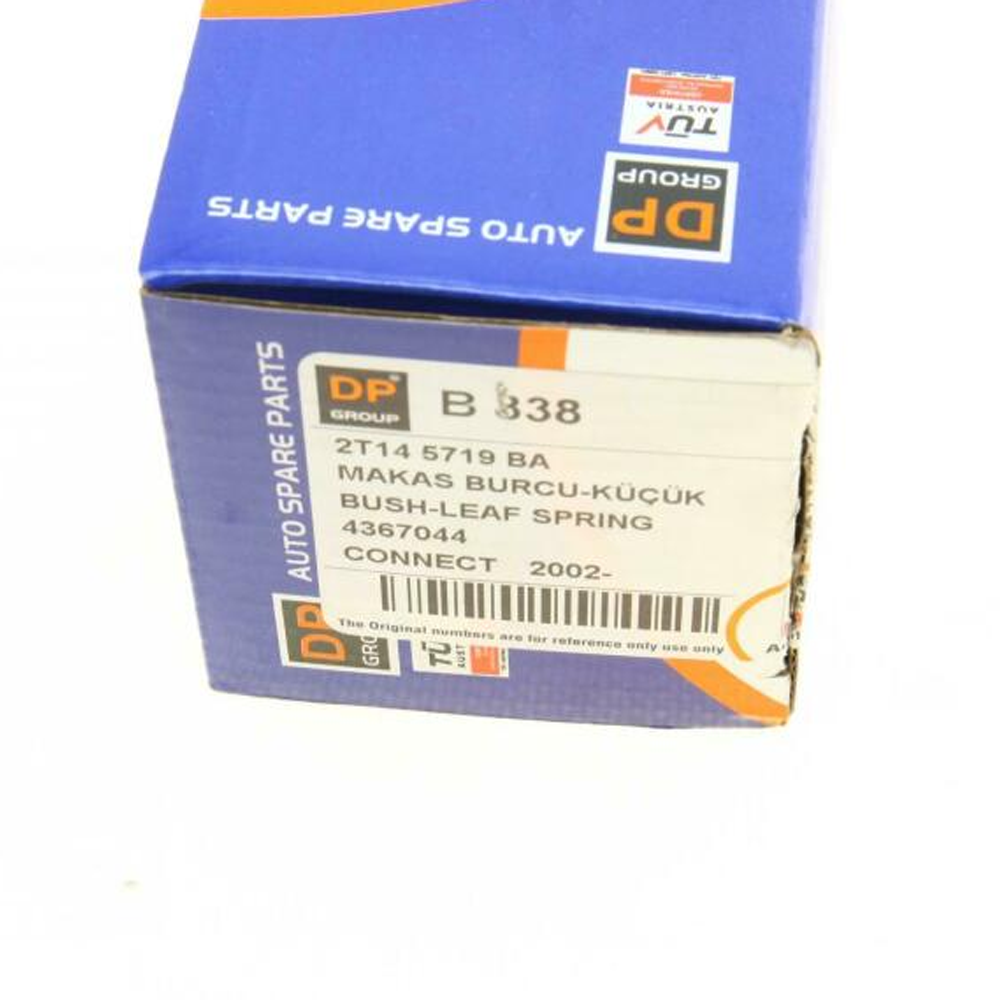 TÜV
AUSTRIA
DP
GROUP
AUTO SPARE PARTS
AUTO SPARE PARTS
DP
GROUP
B 338
2T14 5719 BA
MAKAS BURCU-KÜÇÜK
BUSH-LEAF SPRING
4367044
CONNECT 2002-
The Original numbers are for reference only use only
DP